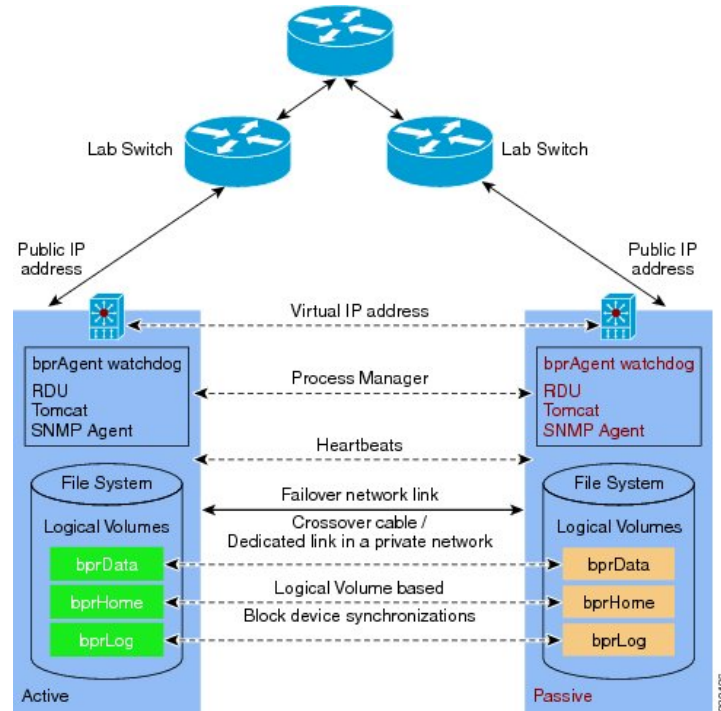 Lab Switch
Lab Switch
Public IP
address
Public IP
address
Virtual IP address
bprAgent watchdog
RDU
Tomcat
SNMP Agent
Process Manager
bprAgent watchdog
RDU
Tomcat
SNMP Agent
Heartbeats
File System
Logical Volumes
bprData
bprHome
bprLog
Active
Failover network link
Crossover cable /
Dedicated link in a private network
Logical Volume based
Block device synchronizations
File System
Logical Volumes
bprData
bprHome
bprLog
Passive